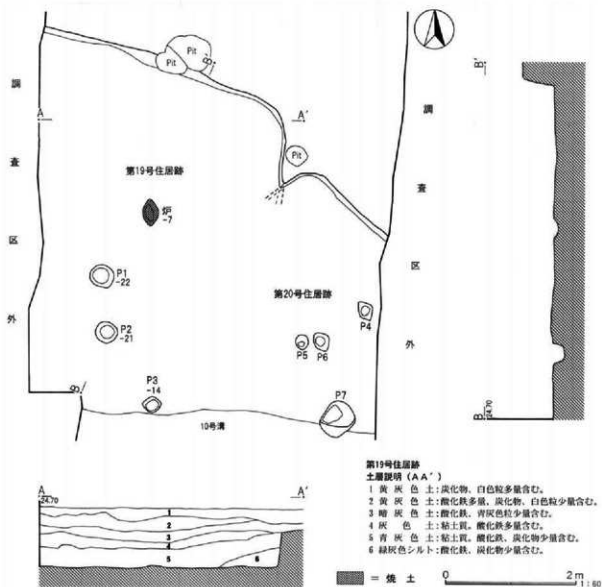 Pit
Pit
B'
B'
調査区外
A
A'
調査区外
Pit
第19号住居跡
炉
-7
P1
-22
第20号住居跡
P4
P2
-21
P5
P6
P3
-14
P7
B
10号溝
B
24.70
第19号住居跡
土層説明（AA'）
1 黄灰色土：炭化物、白色粒多量含む。
2 黄灰色土：酸化鉄多量、炭化物、白色粒少量含む。
3 暗灰色土：酸化鉄、青灰色粒少量含む。
4 灰色土：粘土質、酸化鉄多量含む。
5 青灰色土：粘土質、酸化鉄、炭化物少量含む。
6 緑灰色シルト：酸化鉄、炭化物少量含む。
A
24.70
A'
1
2
3
4
5
6
＝焼土
0
2m
1:60